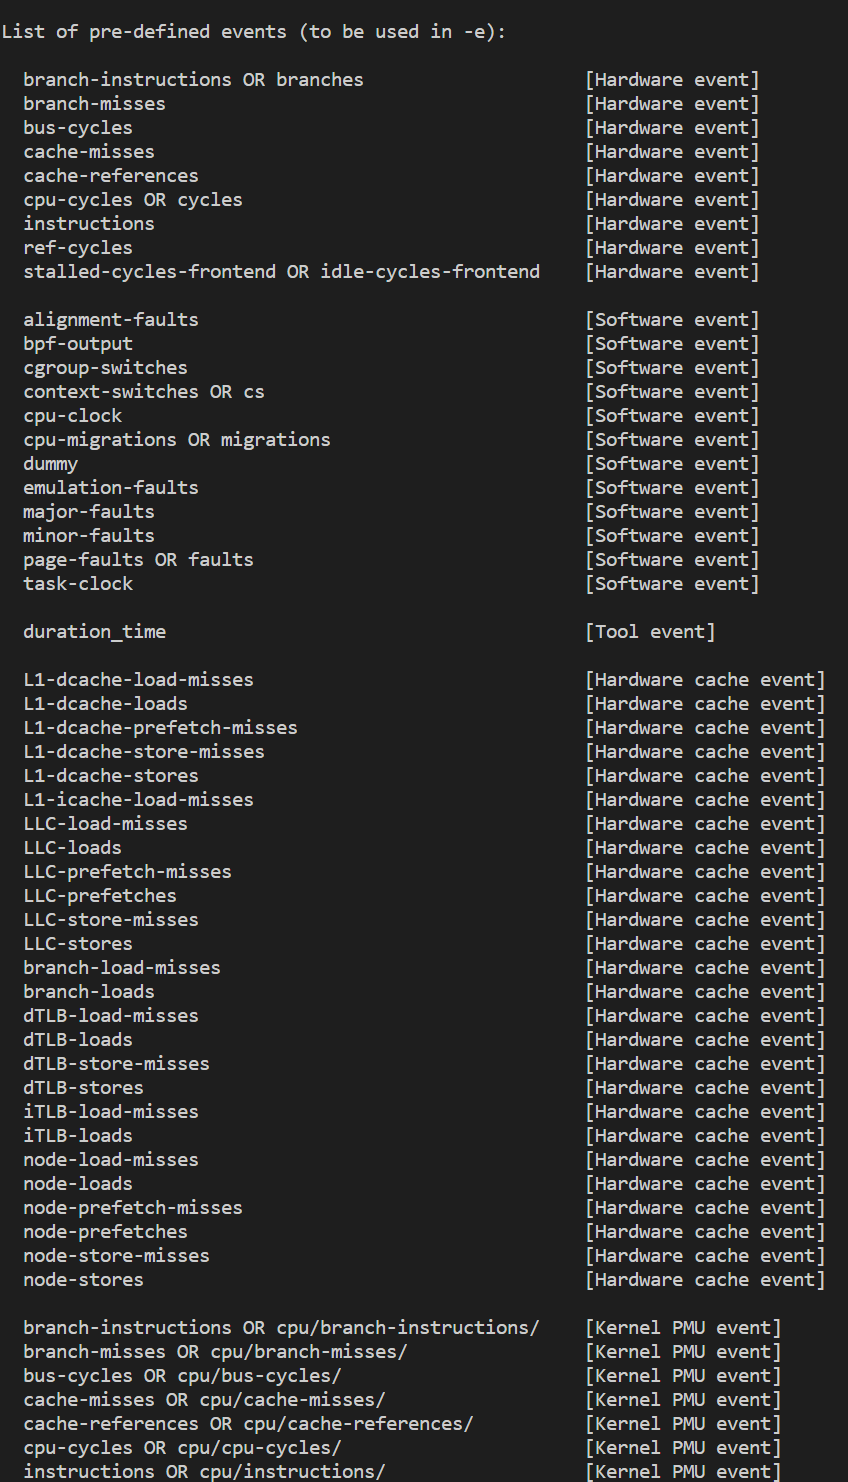 List of pre-defined events (to be used in -e):
branch-instructions OR branches [Hardware event]
branch-misses [Hardware event]
bus-cycles [Hardware event]
cache-misses [Hardware event]
cache-references [Hardware event]
cpu-cycles OR cycles [Hardware event]
instructions [Hardware event]
ref-cycles [Hardware event]
stalled-cycles-frontend OR idle-cycles-frontend [Hardware event]
alignment-faults [Software event]
bpf-output [Software event]
cgroup-switches [Software event]
context-switches OR cs [Software event]
cpu-clock [Software event]
cpu-migrations OR migrations [Software event]
dummy [Software event]
emulation-faults [Software event]
major-faults [Software event]
minor-faults [Software event]
page-faults OR faults [Software event]
task-clock [Software event]
duration_time [Tool event]
L1-dcache-load-misses [Hardware cache event]
L1-dcache-loads [Hardware cache event]
L1-dcache-prefetch-misses [Hardware cache event]
L1-dcache-store-misses [Hardware cache event]
L1-dcache-stores [Hardware cache event]
L1-icache-load-misses [Hardware cache event]
LLC-load-misses [Hardware cache event]
LLC-loads [Hardware cache event]
LLC-prefetch-misses [Hardware cache event]
LLC-prefetches [Hardware cache event]
LLC-store-misses [Hardware cache event]
LLC-stores [Hardware cache event]
branch-load-misses [Hardware cache event]
branch-loads [Hardware cache event]
dTLB-load-misses [Hardware cache event]
dTLB-loads [Hardware cache event]
dTLB-store-misses [Hardware cache event]
dTLB-stores [Hardware cache event]
iTLB-load-misses [Hardware cache event]
iTLB-loads [Hardware cache event]
node-load-misses [Hardware cache event]
node-loads [Hardware cache event]
node-prefetch-misses [Hardware cache event]
node-prefetches [Hardware cache event]
node-store-misses [Hardware cache event]
node-stores [Hardware cache event]
branch-instructions OR cpu/branch-instructions/ [Kernel PMU event]
branch-misses OR cpu/branch-misses/ [Kernel PMU event]
bus-cycles OR cpu/bus-cycles/ [Kernel PMU event]
cache-misses OR cpu/cache-misses/ [Kernel PMU event]
cache-references OR cpu/cache-references/ [Kernel PMU event]
cpu-cycles OR cpu/cpu-cycles/ [Kernel PMU event]
instructions OR cpu/instructions/ [Kernel PMU event]